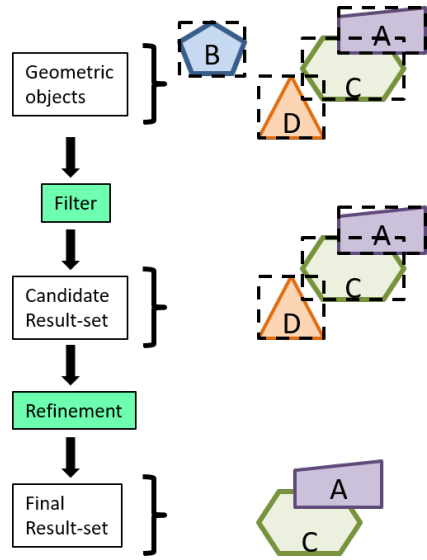 Geometric
objects
B
A
C
D
Filter
Candidate
Result-set
A
C
D
Refinement
Final
Result-set
A
C